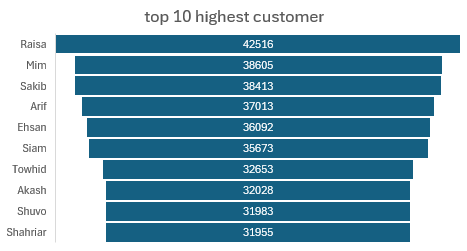 top 10 highest customer
Raisa 42516
Mim 38605
Sakib 38413
Arif 37013
Ehsan 36092
Siam 35673
Towhid 32653
Akash 32028
Shuvo 31983
Shahriar 31955